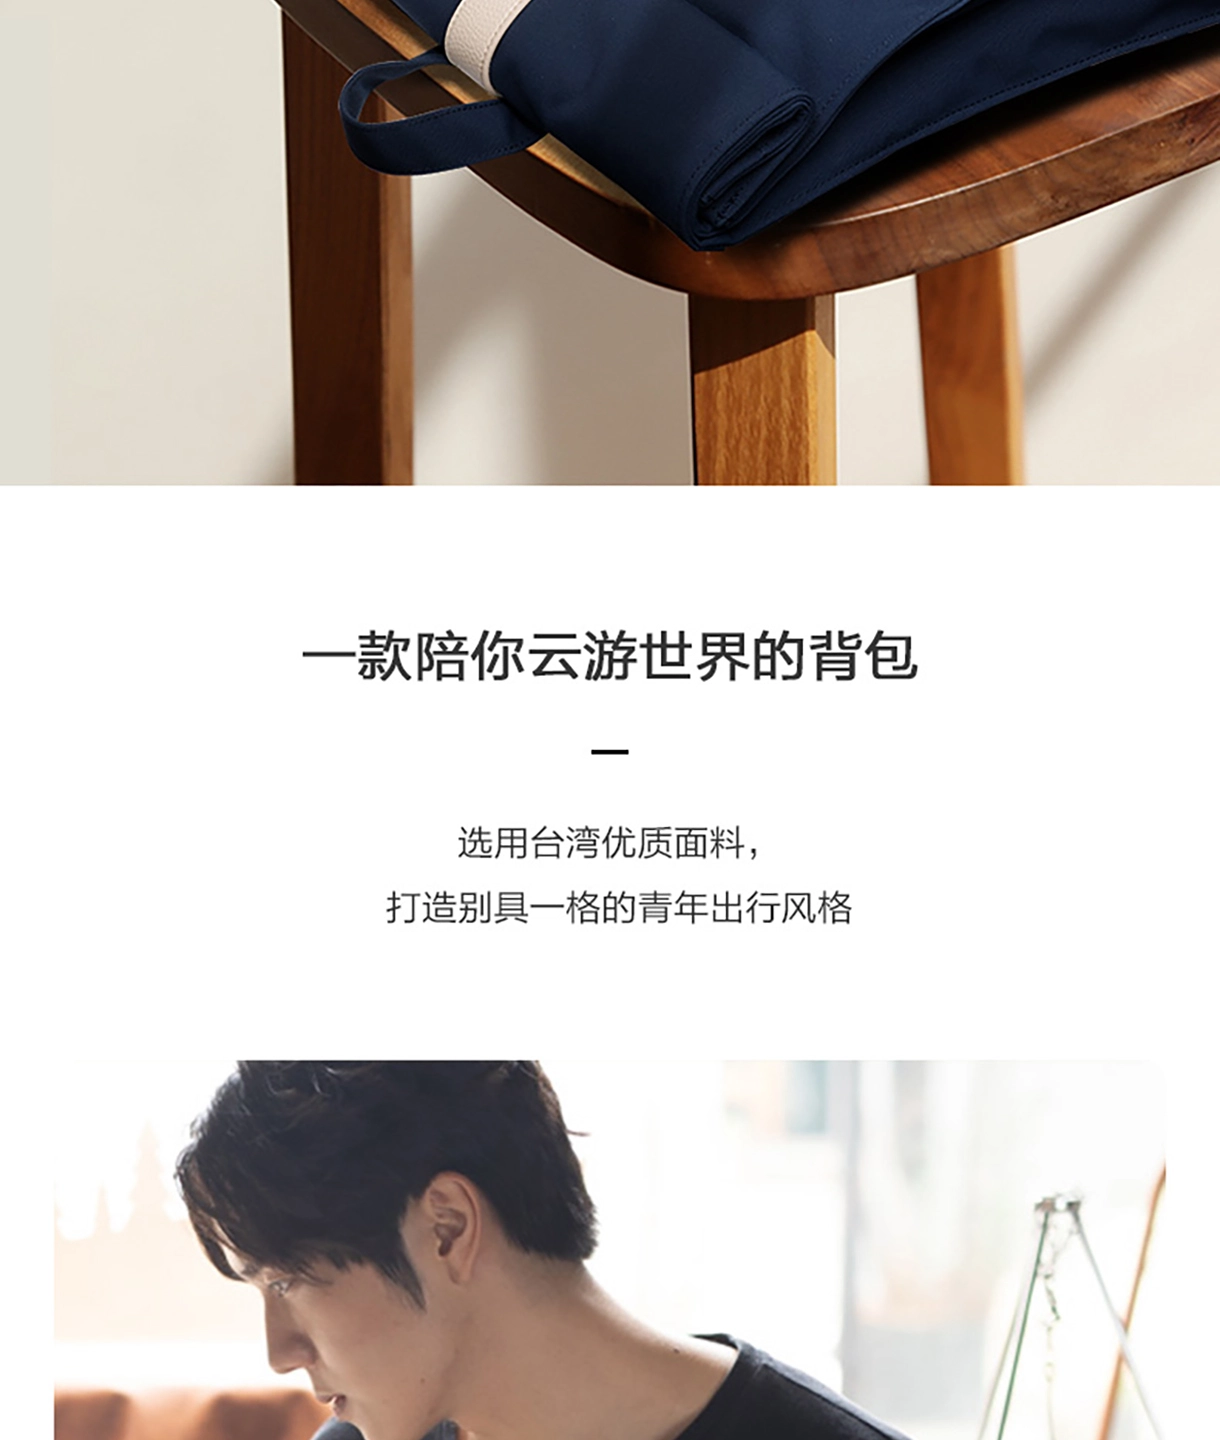 一款陪你云游世界的背包
选用台湾优质面料，
打造别具一格的青年出行风格